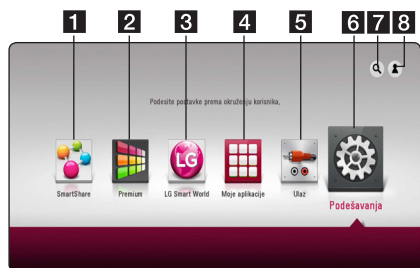 1 2 3 4 5 6 7 8
Podesite postavke prema okruženju korisnika.
LG
SmartShare Premium LG Smart World Moje aplikacije Ulaz
Podešavanja